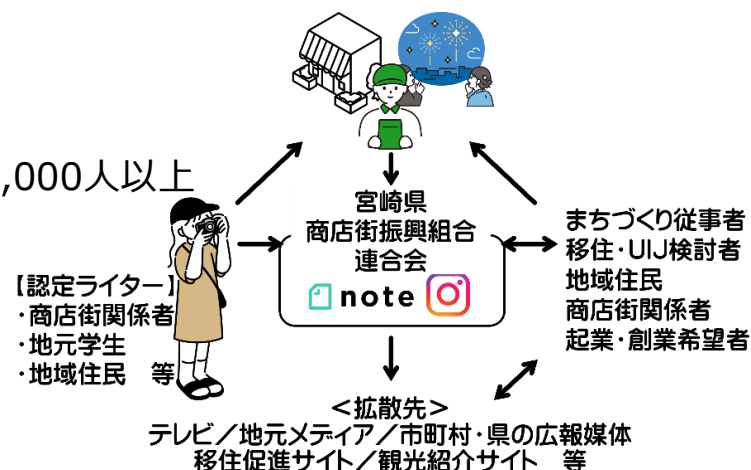 ,000人以上
宮崎県
商店街振興組合
連合会
note
【認定ライター】
・商店街関係者
・地元学生
・地域住民　等
まちづくり従事者
移住・UIJ検討者
地域住民
商店街関係者
起業・創業希望者
＜拡散先＞
テレビ／地元メディア／市町村・県の広報媒体
移住促進サイト／観光紹介サイト　等